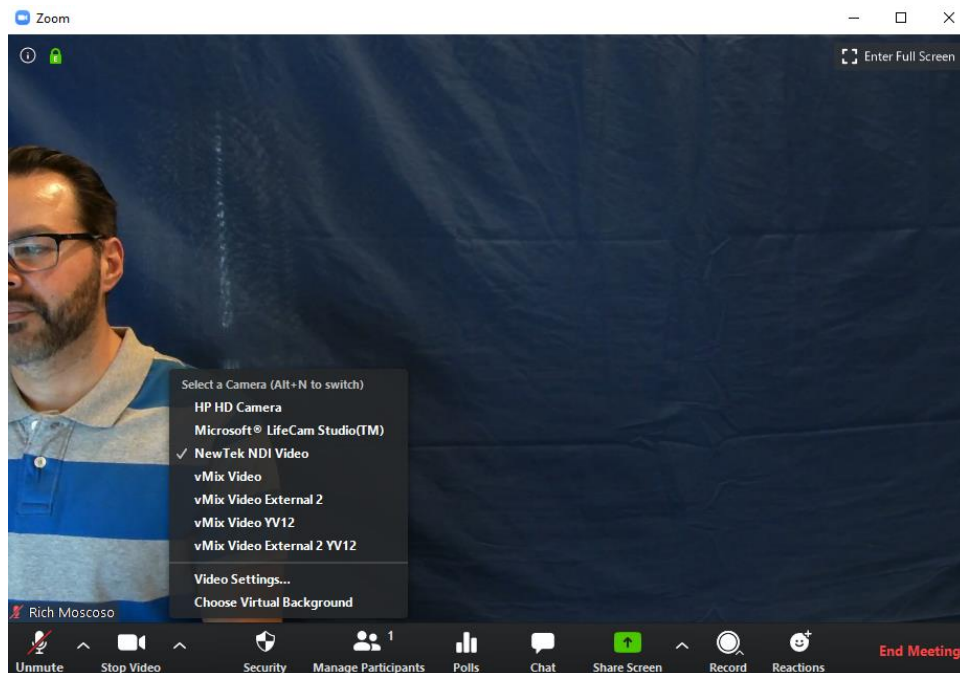 Zoom
Enter Full Screen
Select a Camera (Alt+N to switch)
HP HD Camera
Microsoft® LifeCam Studio(TM)
✓ NewTek NDI Video
vMix Video
vMix Video External 2
vMix Video YV12
vMix Video External 2 YV12
Video Settings...
Choose Virtual Background
Rich Moscoso
1
Unmute Stop Video Security Manage Participants Polls Chat Share Screen Record Reactions End Meeting